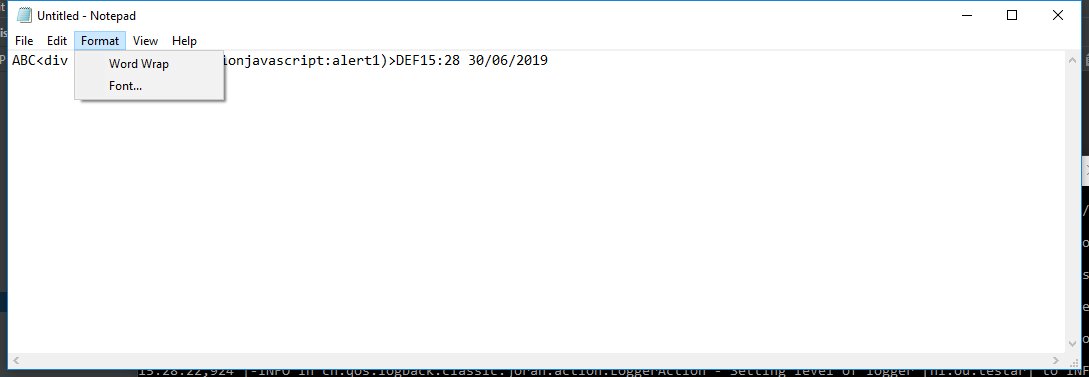 Untitled - Notepad
File Edit Format View Help
ABC<div ionjavascript:alert1)>DEF15:28 30/06/2019
Word Wrap
Font...
15:28:22,924 |-INFO in ch.qos.logback.classic.joran.action.LoggerAction - Setting level of logger [nl.ou.testar] to INF